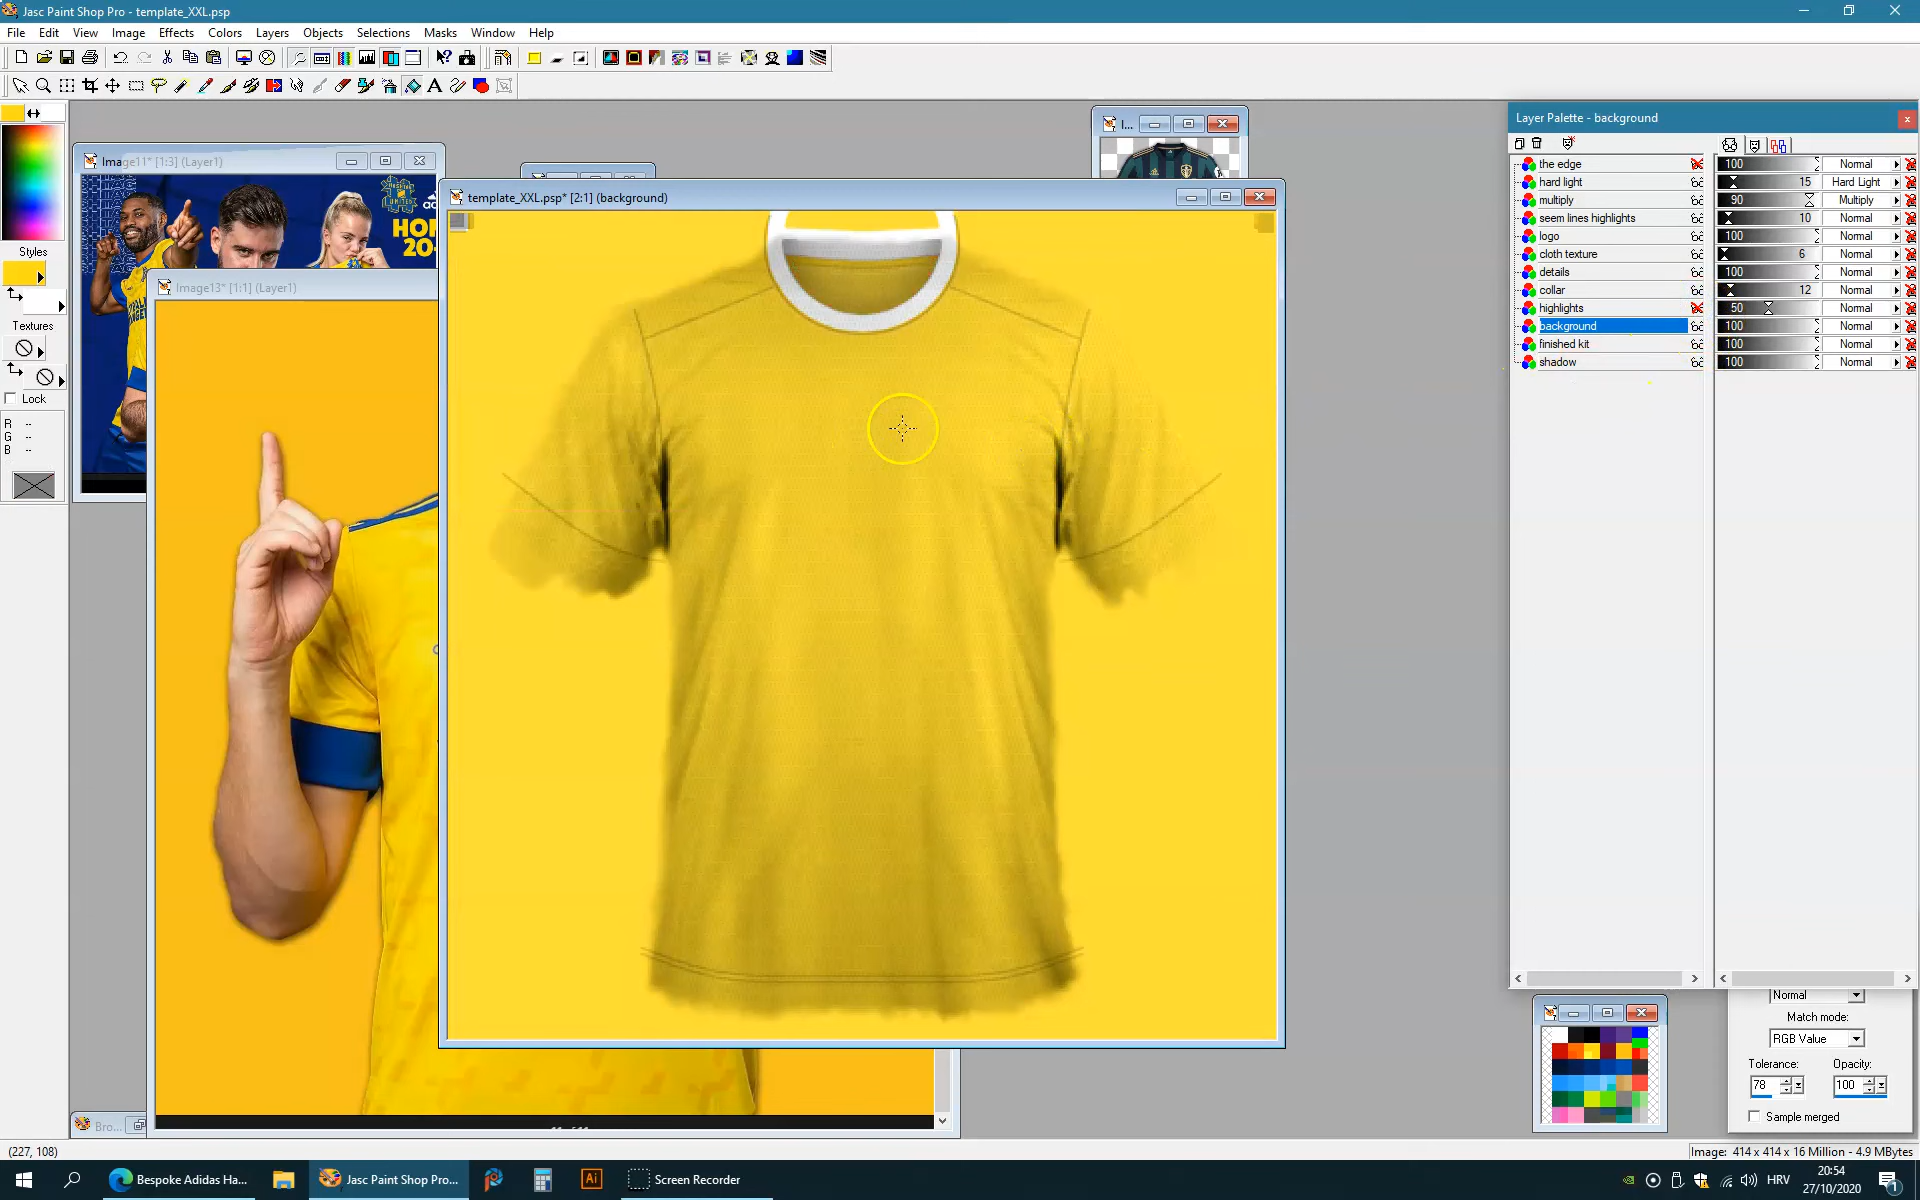 Jasc Paint Shop Pro - template_XXL.psp
File Edit View Image Effects Colors Layers Objects Selections Masks Window Help
Styles
Textures
Lock
R --
G --
B --
Image11* [1:3] (Layer1)
HO
20-
Image13* [1:1] (Layer1)
I...
template_XXL.psp* [2:1] (background)
Layer Palette - background
the edge 100 Normal
hard light 15 Hard Light
multiply 90 Multiply
seem lines highlights 10 Normal
logo 100 Normal
cloth texture 6 Normal
details 100 Normal
collar 12 Normal
highlights 50 Normal
background 100 Normal
finished kit 100 Normal
shadow 100 Normal
Normal
Match mode:
RGB Value
Tolerance: Opacity:
78 100
Sample merged
Bro...
(227, 108)
Image: 414 x 414 x 16 Million - 4.9 MBytes
Bespoke Adidas Ha...
Jasc Paint Shop Pro...
Ai
Screen Recorder
HRV
20:54
27/10/2020
1